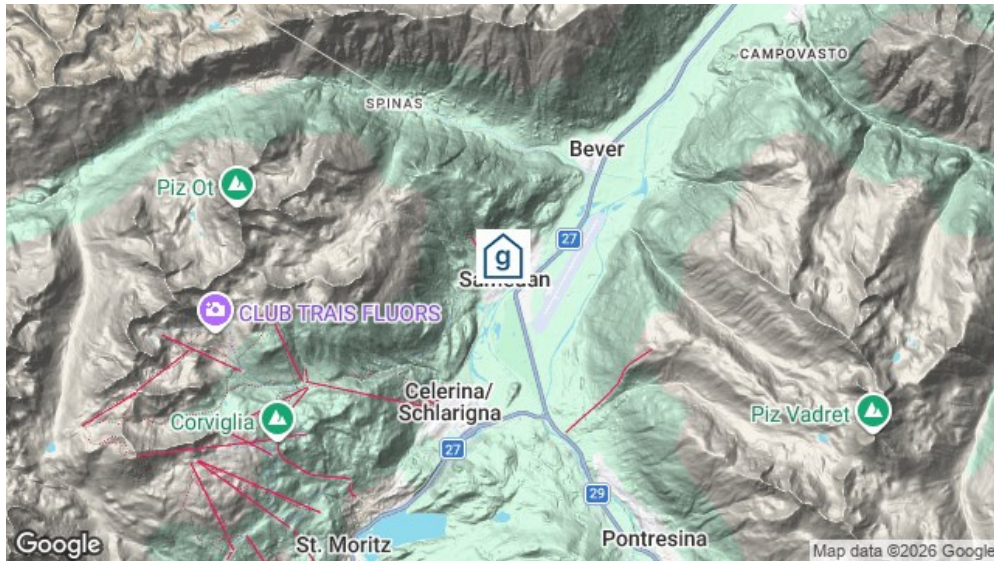 CAMPOVASTO
SPINAS
Bever
Piz Ot
27
g
Samedan
CLUB TRAIS FLUORS
Celerina/
Schlarigna
Corviglia
Piz Vadret
27
29
St. Moritz
Pontresina
Google
Map data ©2026 Google